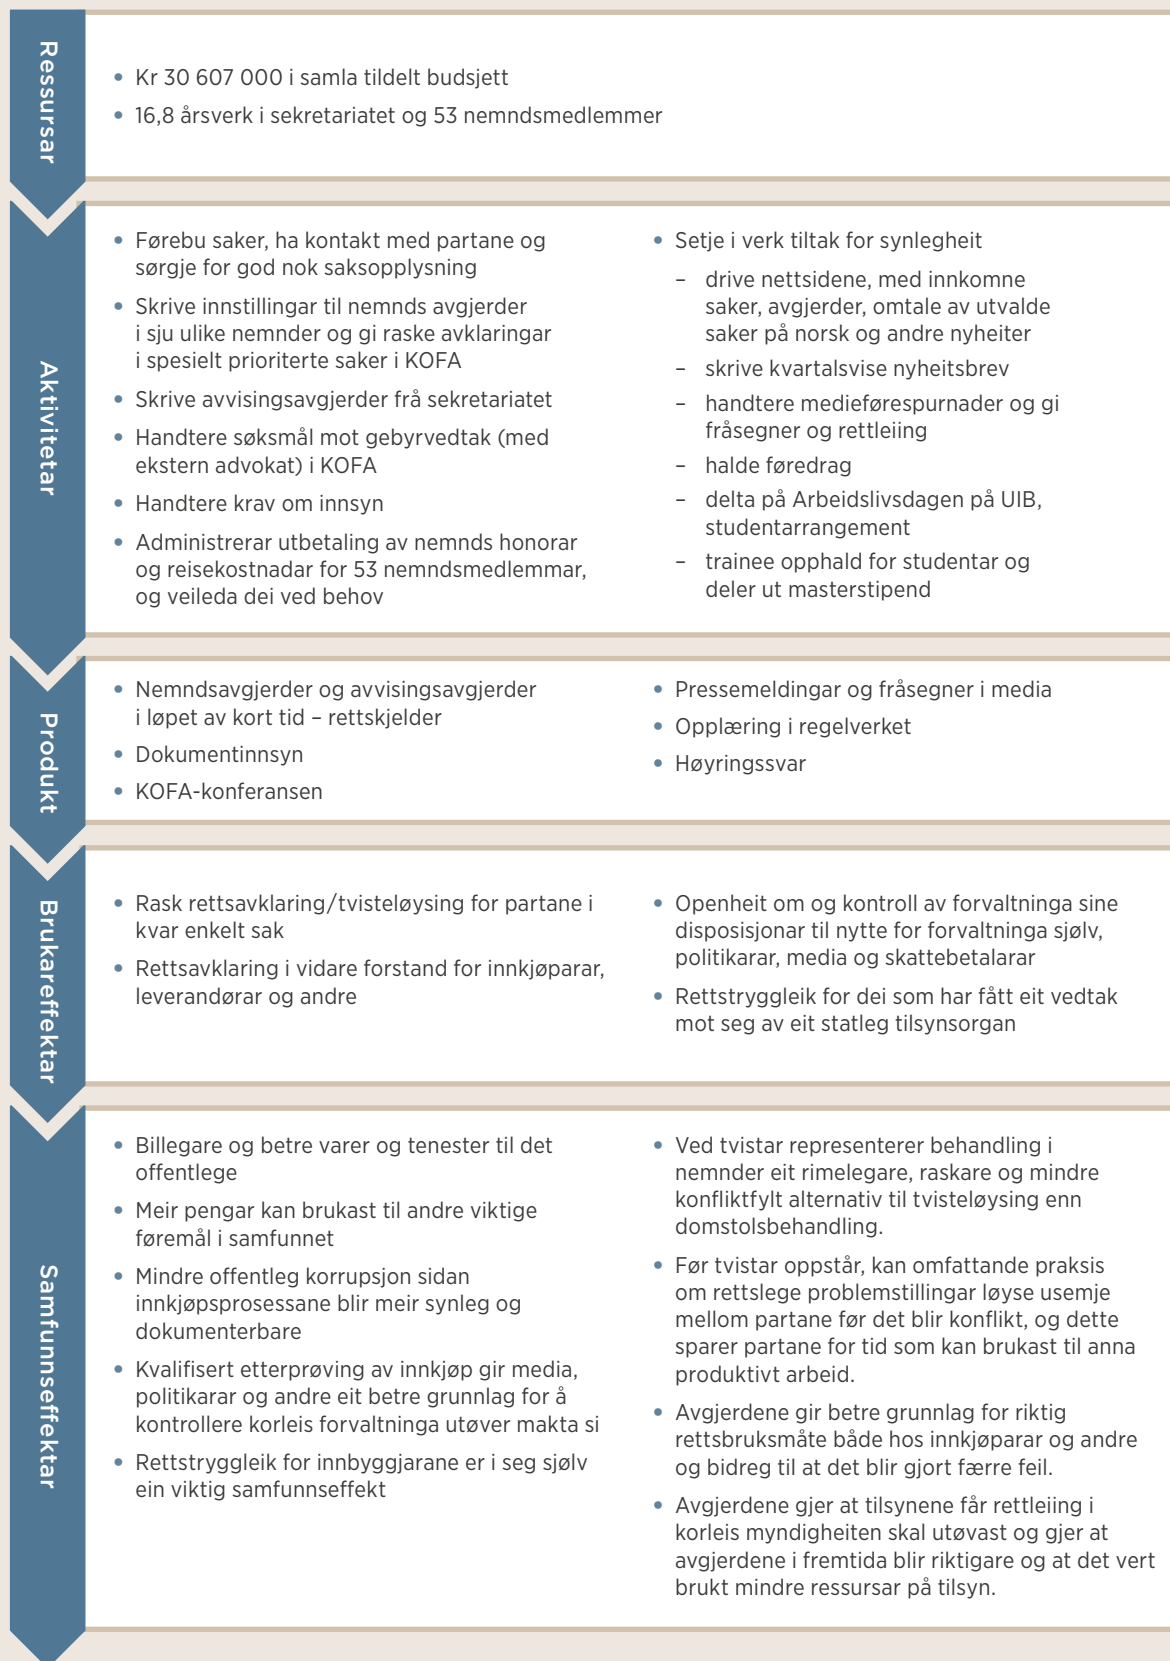 Ressursar
Kr 30 607 000 i samla tildelt budsjett
16,8 årsverk i sekretariatet og 53 nemndsmedlemmer
Aktivitetar
Førebu saker, ha kontakt med partane og
sørgje for god nok saksopplysning
Skrive innstillingar til nemnds avgjerder
i sju ulike nemnder og gi raske avklaringar
i spesielt prioriterte saker i KOFA
Skrive avvisingsavgjerder frå sekretariatet
Handtere søksmål mot gebyrvedtak (med
ekstern advokat) i KOFA
Handtere krav om innsyn
Administrerar utbetaling av nemnds honorar
og reisekostnadar for 53 nemndsmedlemmar,
og veileda dei ved behov
Setje i verk tiltak for synlegheit
– drive nettsidene, med innkomne
saker, avgjerder, omtale av utvalde
saker på norsk og andre nyheiter
– skrive kvartalsvise nyheitsbrev
– handtere medieførespurnader og gi
fråsegner og rettleiing
– halde føredrag
– delta på Arbeidslivsdagen på UIB,
studentarrangement
– trainee opphald for studentar og
deler ut masterstipend
Produkt
Nemndsavgjerder og avvisingsavgjerder
i løpet av kort tid – rettskjelder
Dokumentinnsyn
KOFA-konferansen
Pressemeldingar og fråsegner i media
Opplæring i regelverket
Høyringssvar
Brukareffektar
Rask rettsavklaring/tvisteløysing for partane i
kvar enkelt sak
Rettsavklaring i vidare forstand for innkjøparar,
leverandørar og andre
Openheit om og kontroll av forvaltninga sine
disposisjonar til nytte for forvaltninga sjølv,
politikarar, media og skattebetalarar
Rettstryggleik for dei som har fått eit vedtak
mot seg av eit statleg tilsynsorgan
Samfunnseffektar
Billegare og betre varer og tenester til det
offentlege
Meir pengar kan brukast til andre viktige
føremål i samfunnet
Mindre offentleg korrupsjon sidan
innkjøpsprosessane blir meir synleg og
dokumenterbare
Kvalifisert etterprøving av innkjøp gir media,
politikarar og andre eit betre grunnlag for å
kontrollere korleis forvaltninga utøver makta si
Rettstryggleik for innbyggjarane er i seg sjølv
ein viktig samfunnseffekt
Ved tvistar representerer behandling i
nemnder eit rimelegare, raskare og mindre
konfliktfylt alternativ til tvisteløysing enn
domstolsbehandling.
Før tvistar oppstår, kan omfattande praksis
om rettslege problemstillingar løyse usemje
mellom partane før det blir konflikt, og dette
sparer partane for tid som kan brukast til anna
produktivt arbeid.
Avgjerdene gir betre grunnlag for riktig
rettsbruksmåte både hos innkjøparar og andre
og bidreg til at det blir gjort færre feil.
Avgjerdene gjer at tilsynene får rettleiing i
korleis myndigheiten skal utøvast og gjer at
avgjerdene i fremtida blir riktigare og at det vert
brukt mindre ressursar på tilsyn.